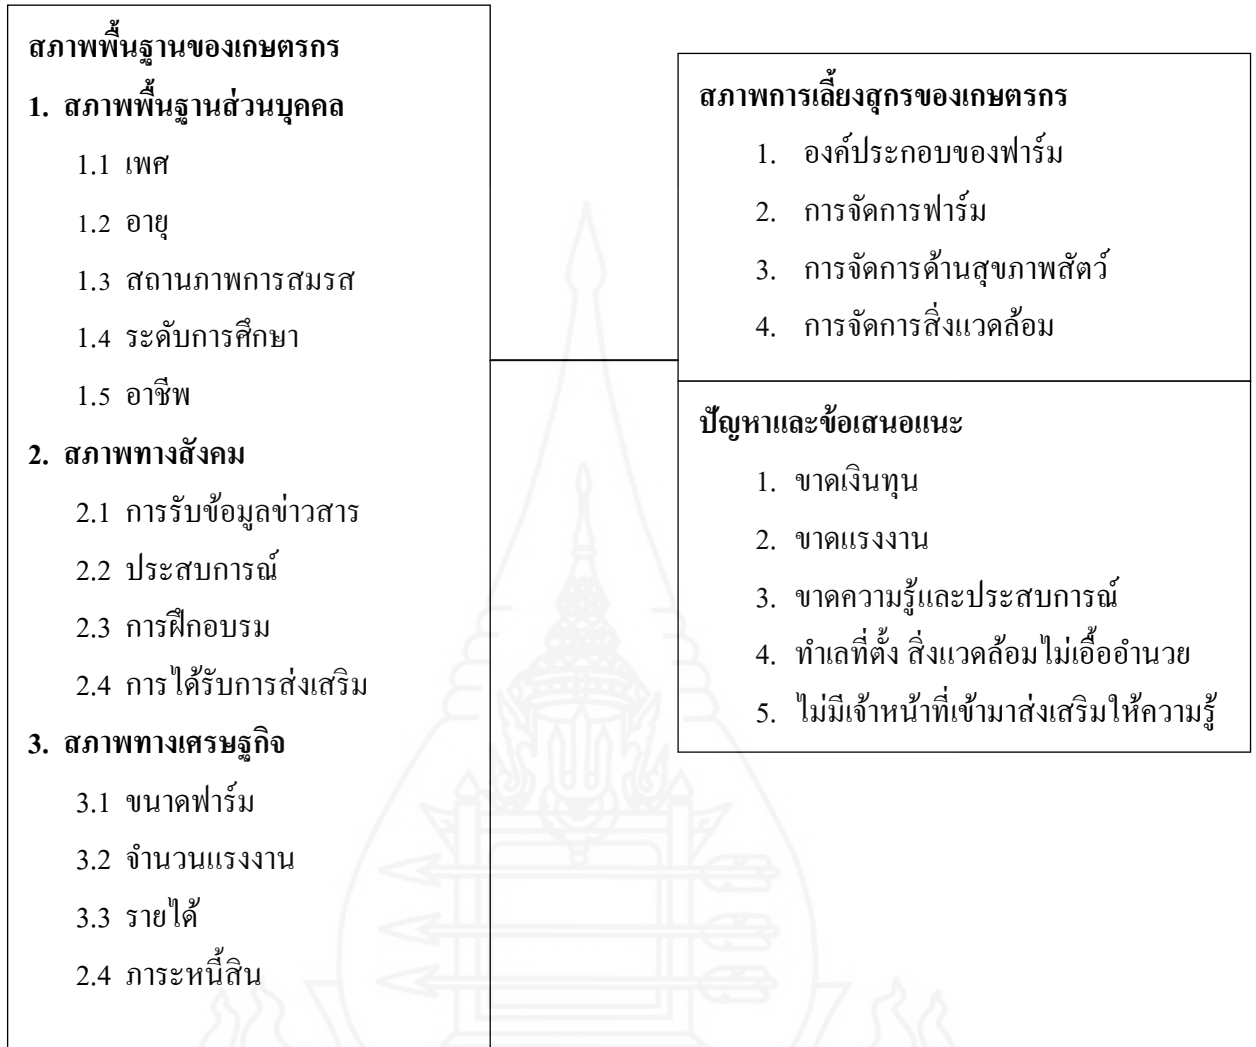 สภาพพื้นฐานของเกษตรกร
1. สภาพพื้นฐานส่วนบุคคล
1.1 เพศ
1.2 อายุ
1.3 สถานภาพการสมรส
1.4 ระดับการศึกษา
1.5 อาชีพ
2. สภาพทางสังคม
2.1 การรับข้อมูลข่าวสาร
2.2 ประสบการณ์
2.3 การฝึกอบรม
2.4 การได้รับการส่งเสริม
3. สภาพทางเศรษฐกิจ
3.1 ขนาดฟาร์ม
3.2 จำนวนแรงงาน
3.3 รายได้
2.4 ภาระหนี้สิน
สภาพการเลี้ยงสุกรของเกษตรกร
1. องค์ประกอบของฟาร์ม
2. การจัดการฟาร์ม
3. การจัดการด้านสุขภาพสัตว์
4. การจัดการสิ่งแวดล้อม
ปัญหาและข้อเสนอแนะ
1. ขาดเงินทุน
2. ขาดแรงงาน
3. ขาดความรู้และประสบการณ์
4. ทำเลที่ตั้ง สิ่งแวดล้อมไม่เอื้ออำนวย
5. ไม่มีเจ้าหน้าที่เข้ามาส่งเสริมให้ความรู้